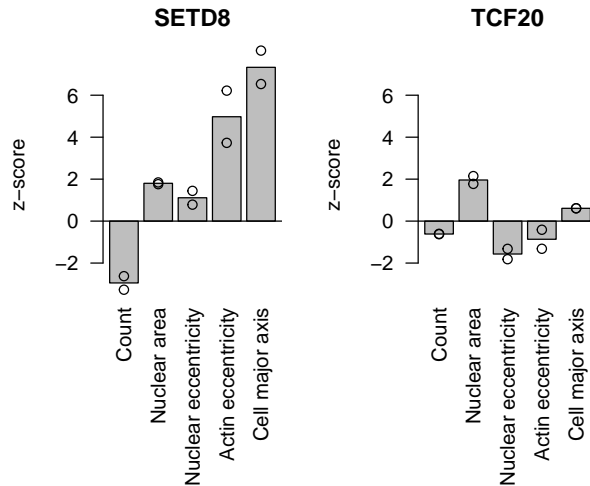 SETD8
z−score
6
4
2
0
−2
Count
Nuclear area
Nuclear eccentricity
Actin eccentricity
Cell major axis
TCF20
z−score
6
4
2
0
−2
Count
Nuclear area
Nuclear eccentricity
Actin eccentricity
Cell major axis